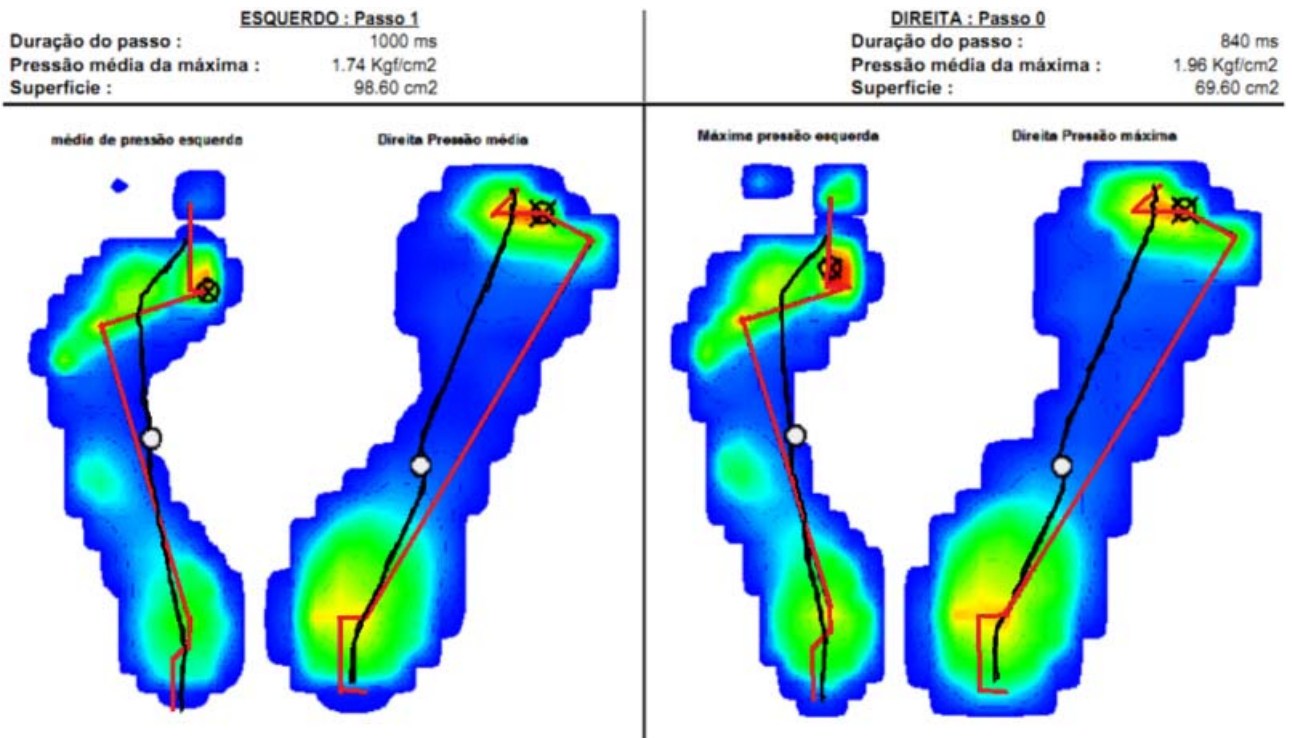 ESQUERDO : Passo 1
Duração do passo : 1000 ms
Pressão média da máxima : 1.74 Kgf/cm2
Superfície : 98.60 cm2
DIREITA : Passo 0
Duração do passo : 840 ms
Pressão média da máxima : 1.96 Kgf/cm2
Superfície : 69.60 cm2
média de pressão esquerda
Direita Pressão média
Máxima pressão esquerda
Direita Pressão máxima